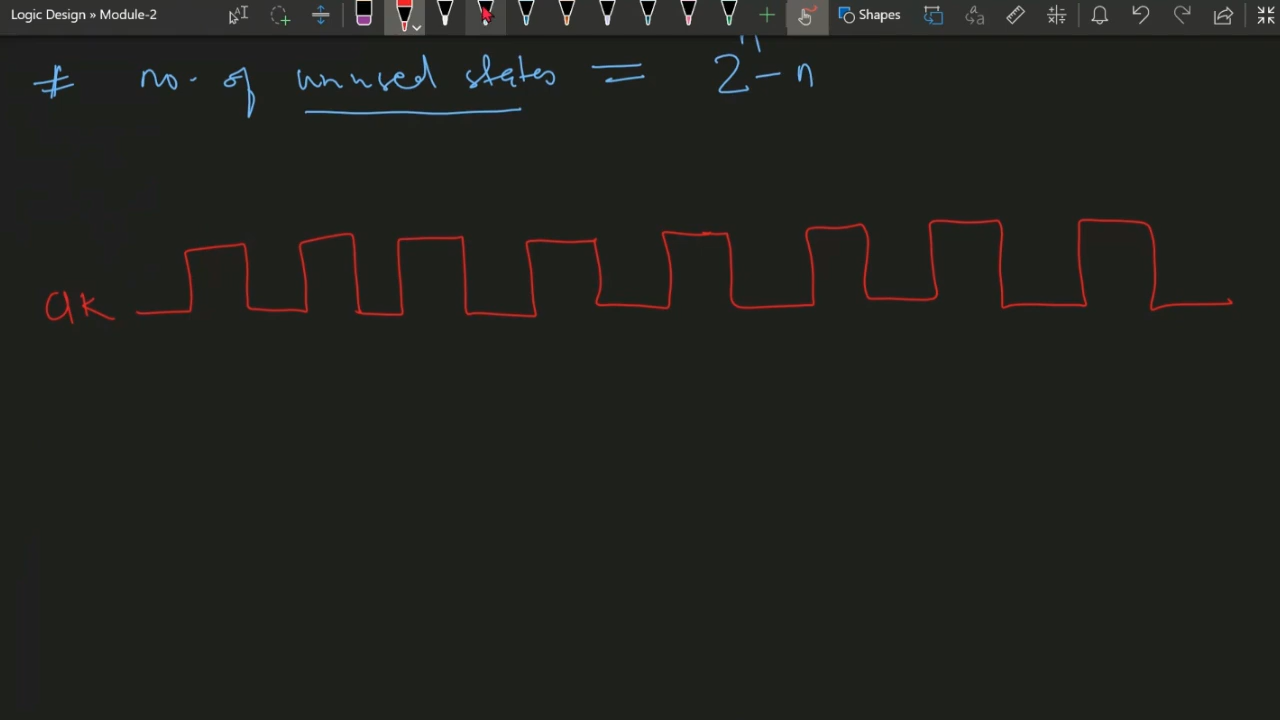 Logic Design » Module-2
Shapes
# no. of unused states = 2ⁿ - n
Clk